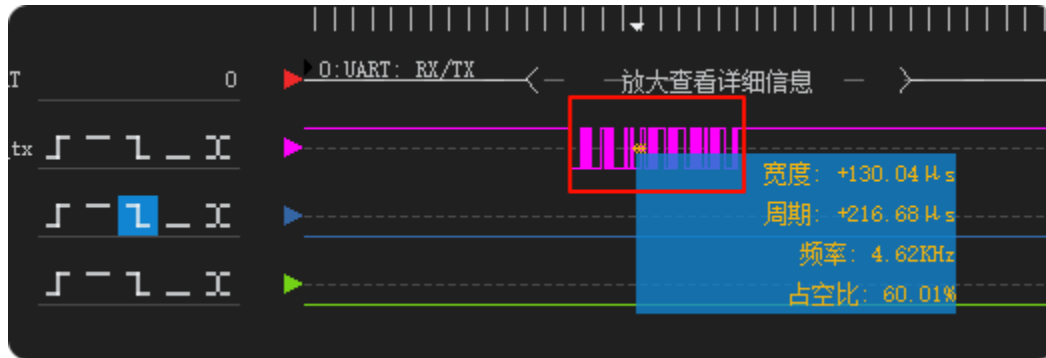 T 0
0:UART: RX/TX
放大查看详细信息
tx
宽度: +130.04μs
周期: +216.68μs
频率: 4.62KHz
占空比: 60.01%